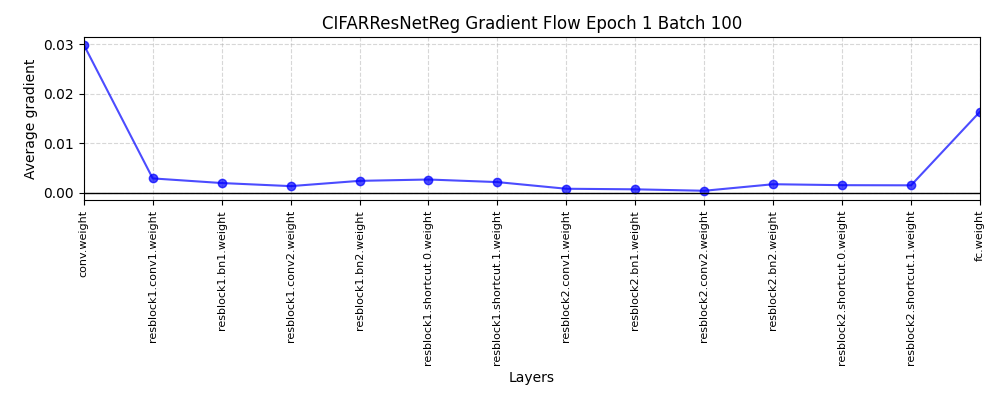 CIFARResNetReg Gradient Flow Epoch 1 Batch 100
Average gradient
0.03
0.02
0.01
0.00
conv.weight
resblock1.conv1.weight
resblock1.bn1.weight
resblock1.conv2.weight
resblock1.bn2.weight
resblock1.shortcut.0.weight
resblock1.shortcut.1.weight
resblock2.conv1.weight
resblock2.bn1.weight
resblock2.conv2.weight
resblock2.bn2.weight
resblock2.shortcut.0.weight
resblock2.shortcut.1.weight
fc.weight
Layers